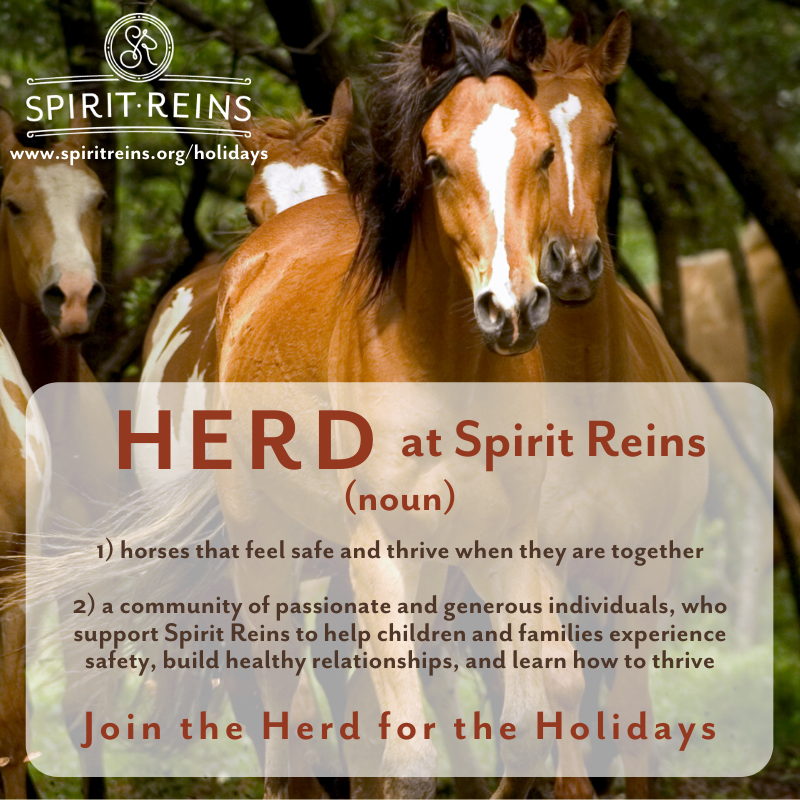 SPIRIT·REINS
www.spiritreins.org/holidays
HERD at Spirit Reins
(noun)
1) horses that feel safe and thrive when they are together
2) a community of passionate and generous individuals, who
support Spirit Reins to help children and families experience
safety, build healthy relationships, and learn how to thrive
Join the Herd for the Holidays